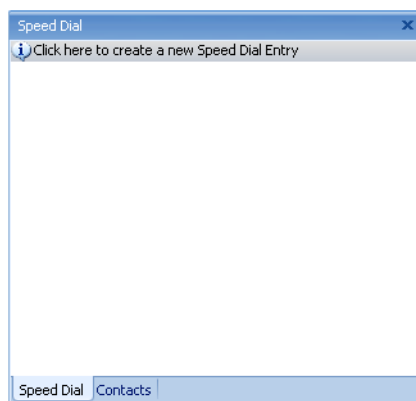 Speed Dial
Click here to create a new Speed Dial Entry
Speed Dial Contacts